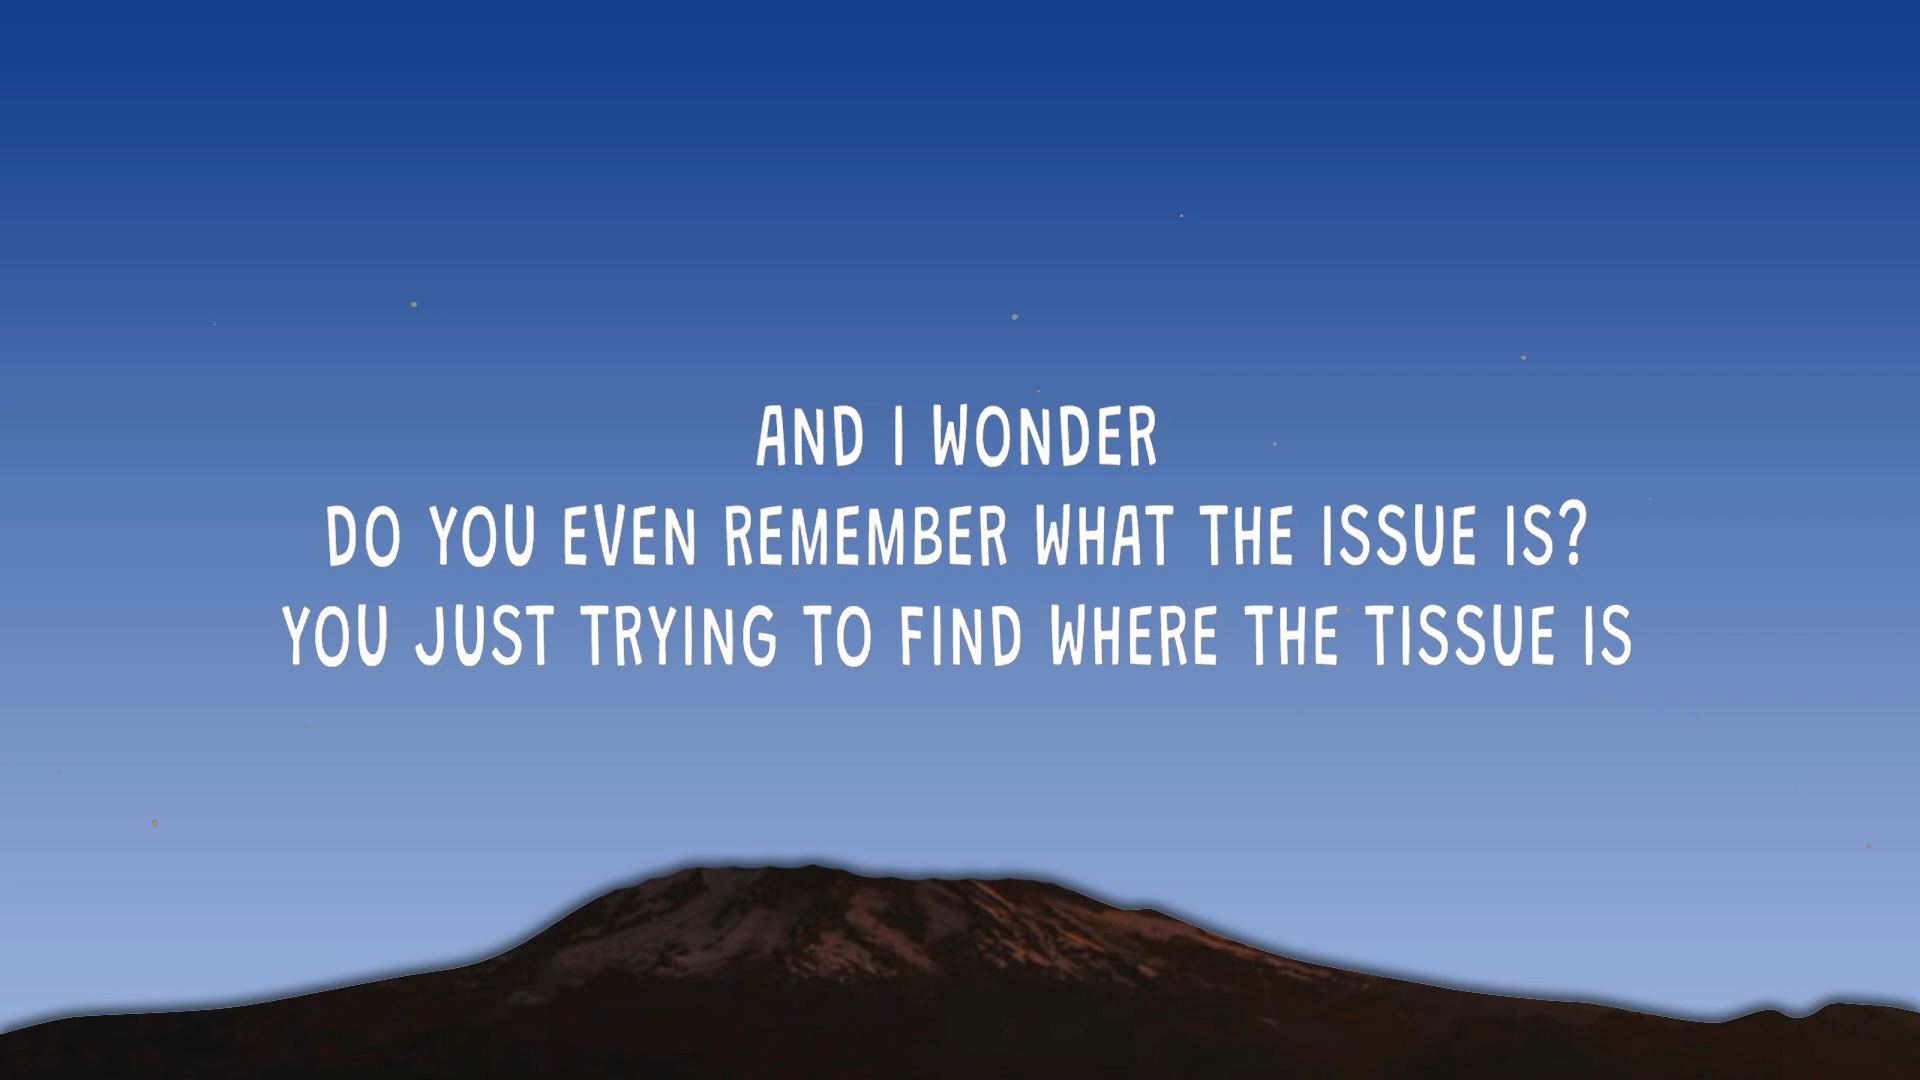 AND I WONDER
DO YOU EVEN REMEMBER WHAT THE ISSUE IS?
YOU JUST TRYING TO FIND WHERE THE TISSUE IS